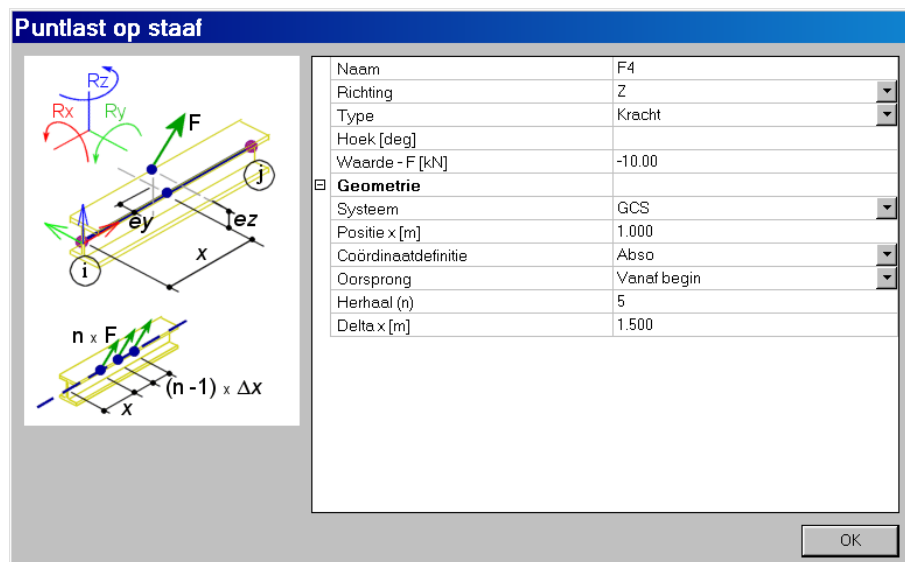 Puntlast op staaf
Rz
Rx Ry
F
j
ey ez
x
i
n x F
(n -1) x Δx
x
Naam F4
Richting Z
Type Kracht
Hoek [deg]
Waarde - F [kN] -10.00
Geometrie
Systeem GCS
Positie x [m] 1.000
Coördinaatdefinitie Abso
Oorsprong Vanaf begin
Herhaal (n) 5
Delta x [m] 1.500
OK